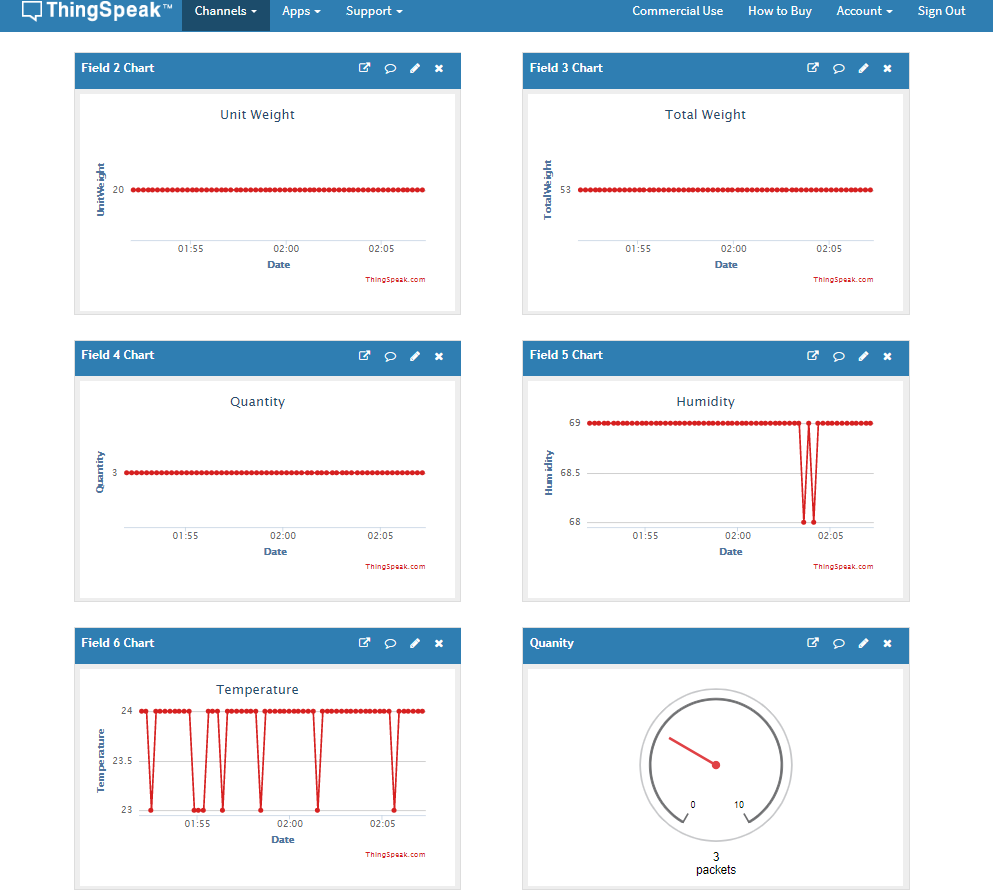 ThingSpeak™ Channels Apps Support Commercial Use How to Buy Account Sign Out
Field 2 Chart
Unit Weight
UnitWeight
20
01:55 02:00 02:05
Date
ThingSpeak.com
Field 3 Chart
Total Weight
TotalWeight
53
01:55 02:00 02:05
Date
ThingSpeak.com
Field 4 Chart
Quantity
Quantity
3
01:55 02:00 02:05
Date
ThingSpeak.com
Field 5 Chart
Humidity
Humidity
69
68.5
68
01:55 02:00 02:05
Date
ThingSpeak.com
Field 6 Chart
Temperature
Temperature
24
23.5
23
01:55 02:00 02:05
Date
ThingSpeak.com
Quanity
0 10
3
packets